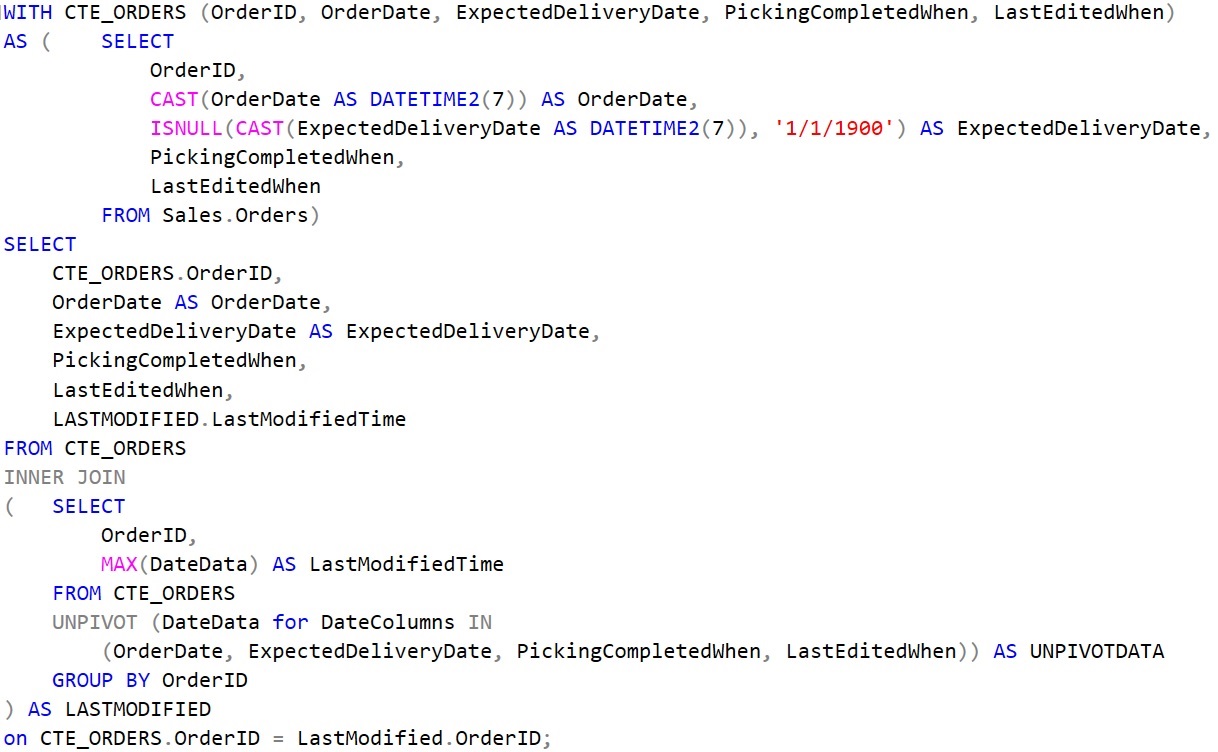 WITH CTE_ORDERS (OrderID, OrderDate, ExpectedDeliveryDate, PickingCompletedWhen, LastEditedWhen)
AS (    SELECT
            OrderID,
            CAST(OrderDate AS DATETIME2(7)) AS OrderDate,
            ISNULL(CAST(ExpectedDeliveryDate AS DATETIME2(7)), '1/1/1900') AS ExpectedDeliveryDate,
            PickingCompletedWhen,
            LastEditedWhen
        FROM Sales.Orders)
SELECT
    CTE_ORDERS.OrderID,
    OrderDate AS OrderDate,
    ExpectedDeliveryDate AS ExpectedDeliveryDate,
    PickingCompletedWhen,
    LastEditedWhen,
    LASTMODIFIED.LastModifiedTime
FROM CTE_ORDERS
INNER JOIN
(   SELECT
        OrderID,
        MAX(DateData) AS LastModifiedTime
    FROM CTE_ORDERS
    UNPIVOT (DateData for DateColumns IN
        (OrderDate, ExpectedDeliveryDate, PickingCompletedWhen, LastEditedWhen)) AS UNPIVOTDATA
    GROUP BY OrderID
) AS LASTMODIFIED
on CTE_ORDERS.OrderID = LastModified.OrderID;